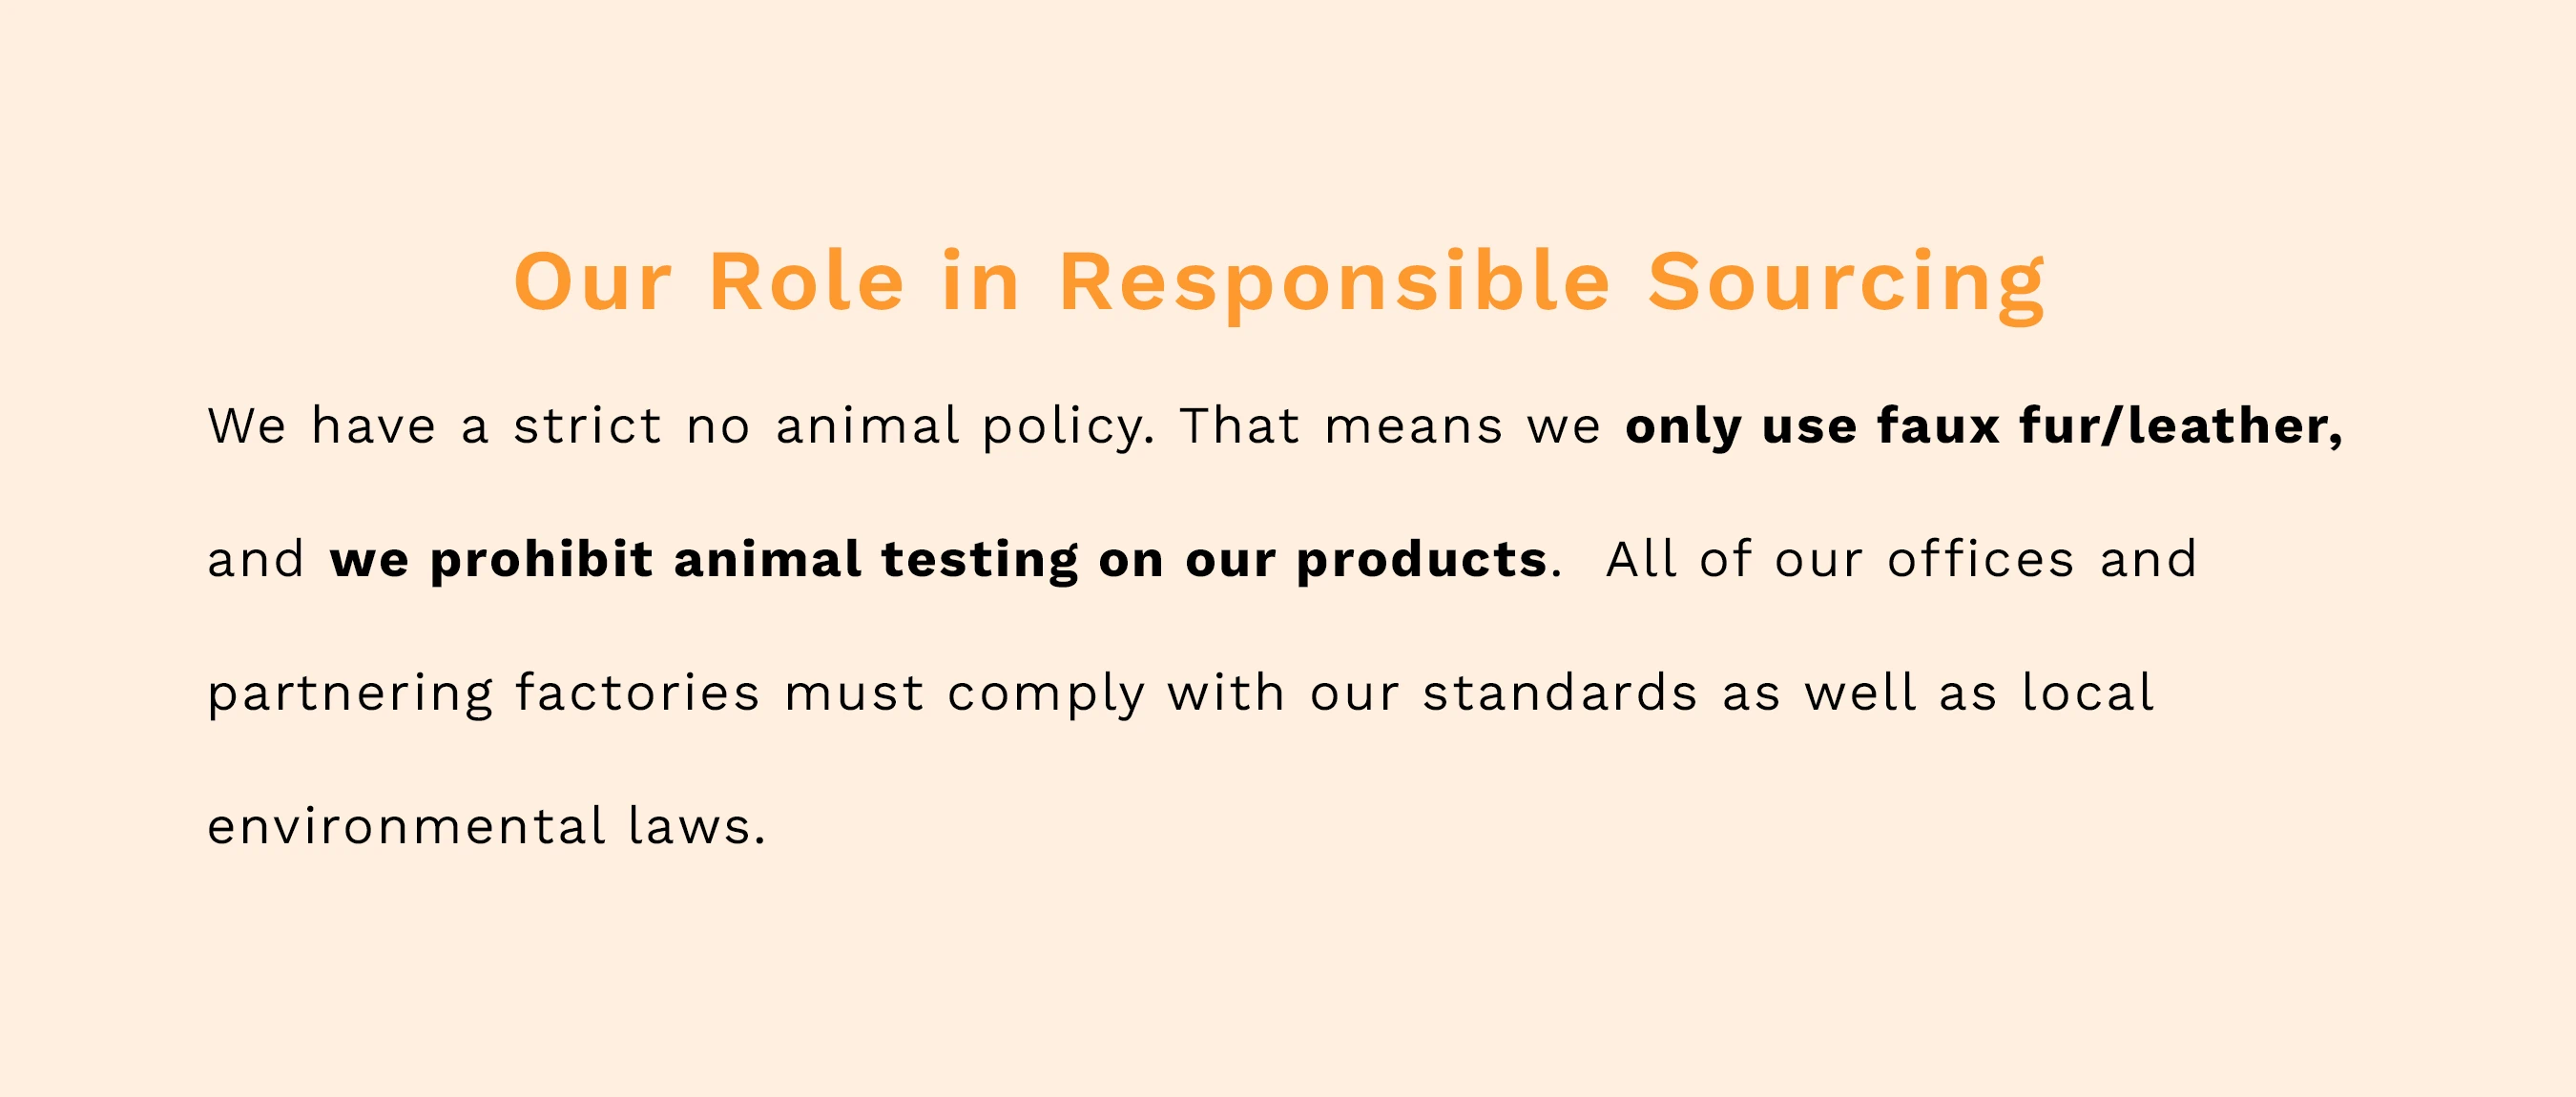 Our Role in Responsible Sourcing
We have a strict no animal policy. That means we only use faux fur/leather,
and we prohibit animal testing on our products.  All of our offices and
partnering factories must comply with our standards as well as local
environmental laws.